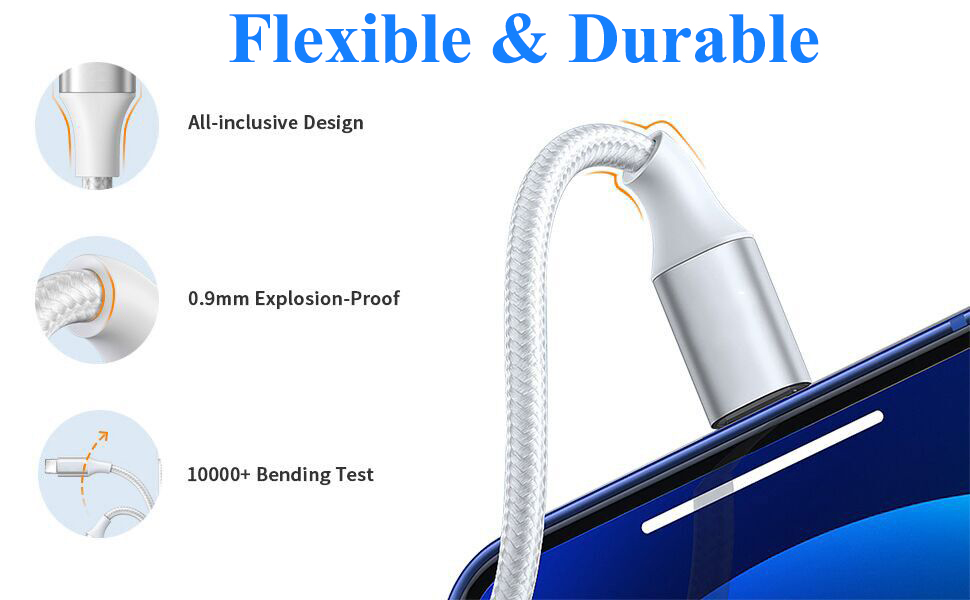 Flexible & Durable
All-inclusive Design
0.9mm Explosion-Proof
10000+ Bending Test